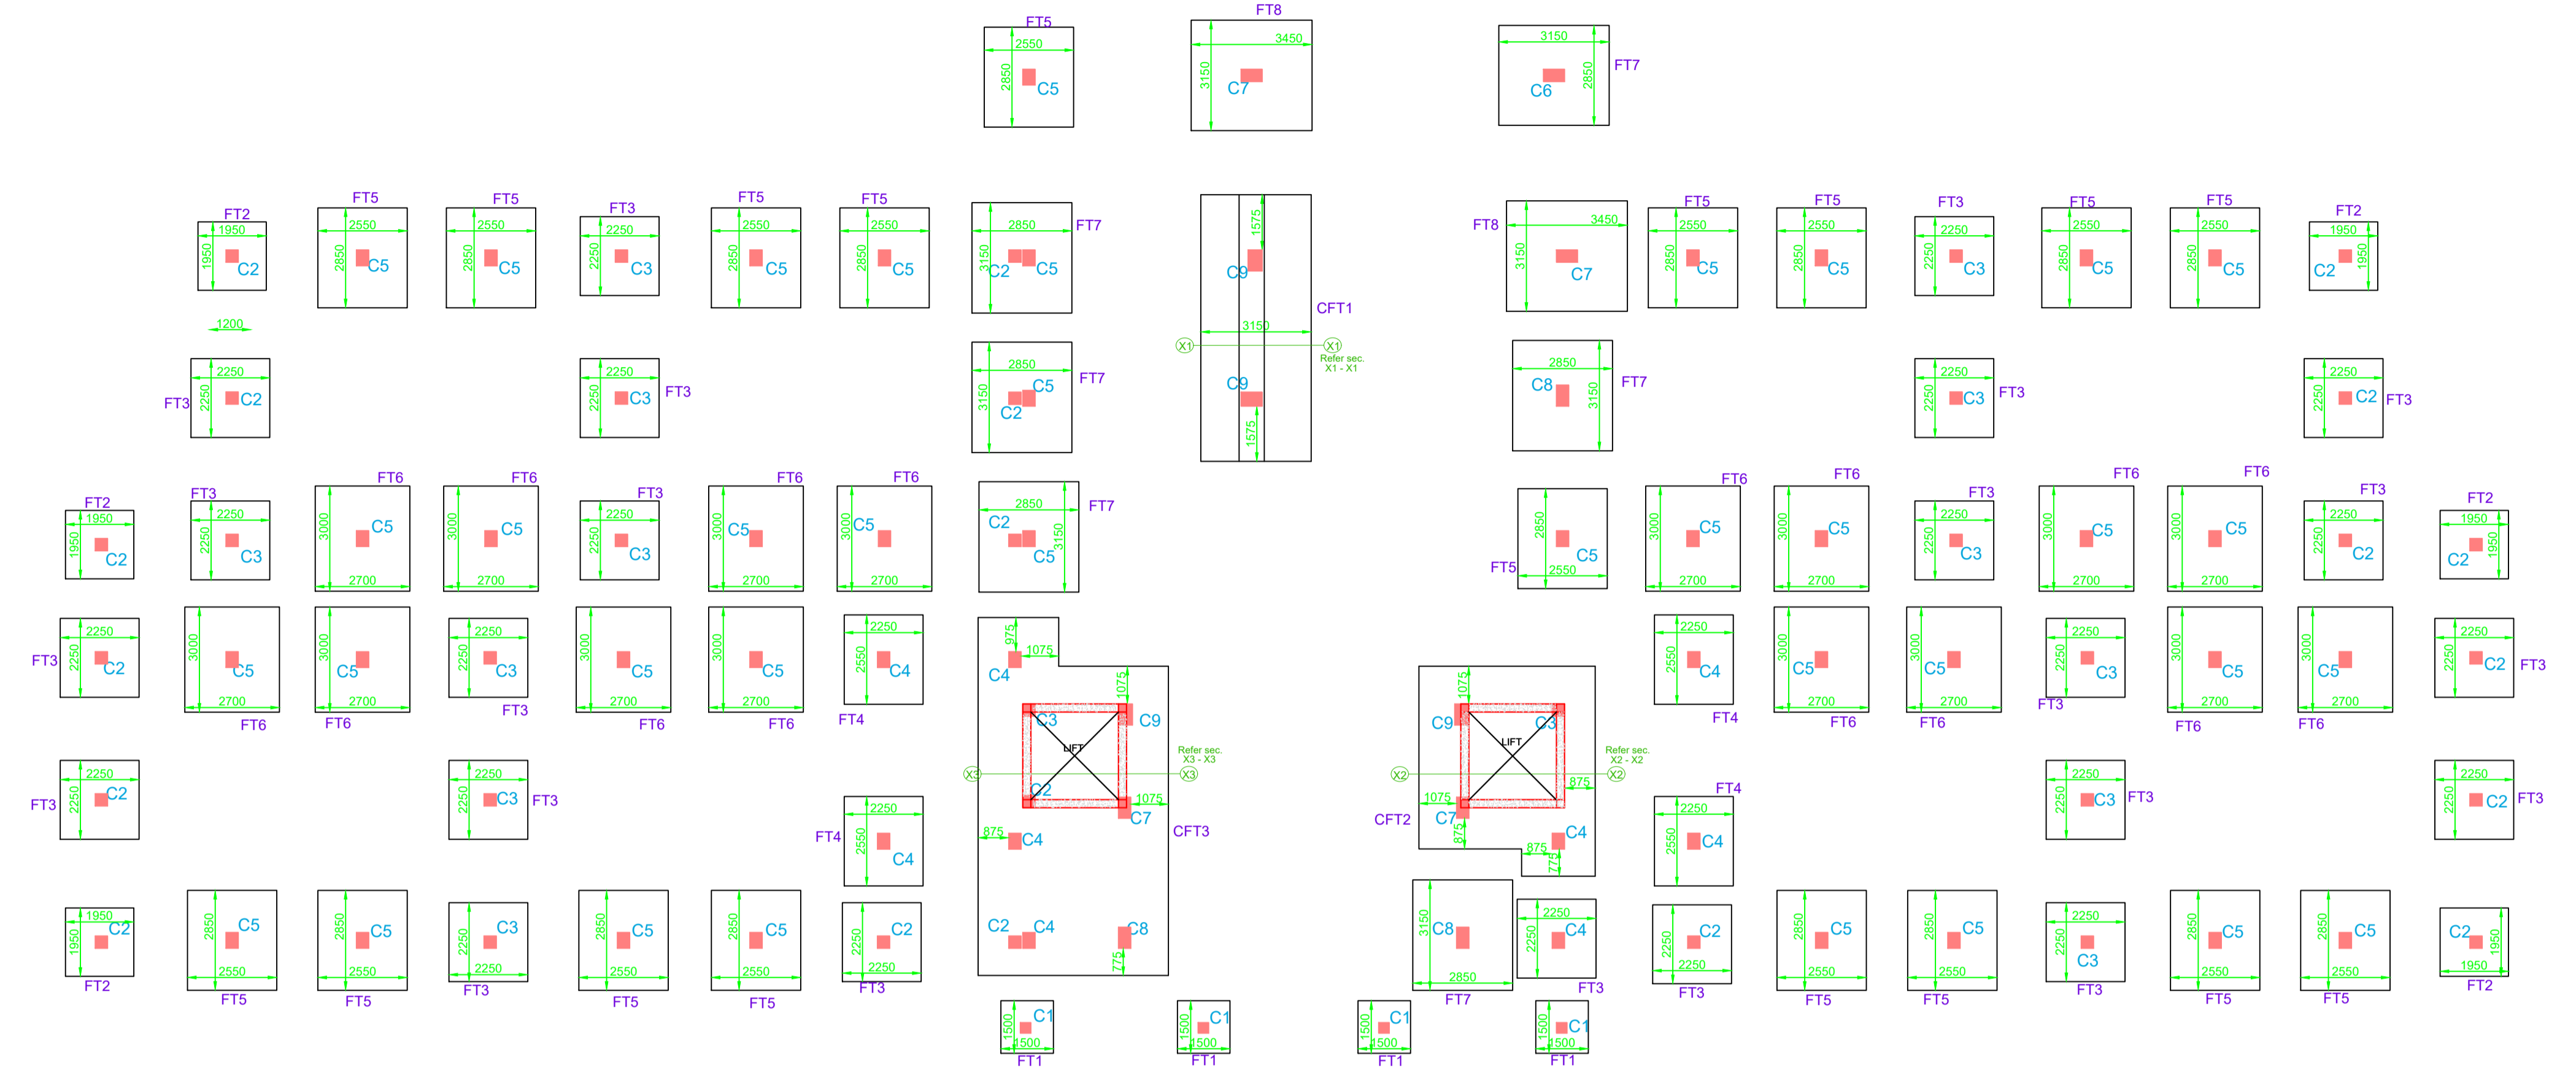 FT5
2550
2850
C5
FT8
3450
3150
C7
3150
2850
C6
FT7
FT2
1950
1950
C2
FT5
2550
2850
C5
FT5
2550
2850
C5
FT3
2250
2250
C3
FT5
2550
2850
C5
FT5
2550
2850
C5
2850
3150
C2
C5
FT7
1575
C9
3150
CFT1
X1
X1
Refer sec.
X1 - X1
C9
1575
FT8
3450
3150
C7
FT5
2550
2850
C5
FT5
2550
2850
C5
FT3
2250
2250
C3
FT5
2550
2850
C5
FT5
2550
2850
C5
FT2
1950
1950
C2
1200
FT3
2250
2250
C2
2250
2250
C3
FT3
2850
3150
C5
C2
FT7
2850
3150
C8
FT7
2250
2250
C3
FT3
2250
2250
C2
FT3
FT2
1950
1950
C2
FT3
2250
2250
C3
FT6
3000
C5
2700
FT6
3000
C5
2700
FT3
2250
2250
C3
FT6
3000
C5
2700
FT6
3000
C5
2700
2850
3150
C2
C5
FT7
2850
C5
FT5
2550
FT6
3000
C5
2700
FT6
3000
C5
2700
FT3
2250
2250
C3
FT6
3000
C5
2700
FT6
3000
C5
2700
FT3
2250
2250
C2
FT2
1950
1950
C2
FT3
2250
2250
C2
3000
C5
2700
FT6
3000
C5
2700
FT6
2250
2250
C3
FT3
3000
C5
2700
FT6
3000
C5
2700
FT6
2250
2550
C4
FT4
975
1075
C4
1075
C3
C9
LIFT
X3
X3
Refer sec.
X3 - X3
C2
1075
C7
CFT3
875
C4
C2
C4
C8
775
1075
C9
C3
LIFT
X2
X2
Refer sec.
X2 - X2
875
1075
C7
CFT2
875
C4
875
775
2250
2550
C4
FT4
3000
C5
2700
FT6
3000
C5
2700
FT6
2250
2250
C3
FT3
3000
C5
2700
FT6
3000
C5
2700
FT6
2250
2250
C2
FT3
FT3
2250
2250
C2
2250
2250
C3
FT3
FT4
2250
2550
C4
FT4
2250
2550
C4
2250
2250
C3
FT3
2250
2250
C2
FT3
1950
1950
C2
FT2
2850
C5
2550
FT5
2850
C5
2550
FT5
2250
C3
2250
FT3
2850
C5
2550
FT5
2850
C5
2550
FT5
2250
C2
2250
FT3
3150
C8
2850
FT7
2250
2250
C4
FT3
2250
C2
2250
FT3
2850
C5
2550
FT5
2850
C5
2550
FT5
2250
2250
C3
FT3
2850
C5
2550
FT5
2850
C5
2550
FT5
C2
1950
1950
FT2
1500
C1
1500
FT1
1500
C1
1500
FT1
1500
C1
1500
FT1
1500
C1
1500
FT1